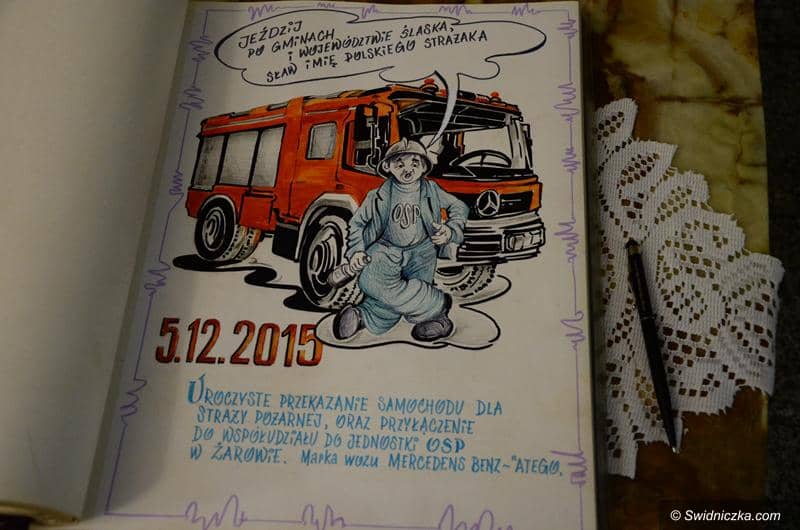 JEŹDZIJ
PO GMINACH
I WOJEWÓDZTWIE ŚLĄSKA,
SŁAW IMIĘ POLSKIEGO STRAŻAKA
OSP
5.12.2015
UROCZYSTE PRZEKAZANIE SAMOCHODU DLA
STRAŻY POŻARNEJ, ORAZ PRZYŁĄCZENIE
DO WSPÓŁUDZIAŁU DO JEDNOSTKI OSP
W ŻAROWIE. Marka wozu MERCEDENS BENZ~"ATEGO.
© Swidniczka.com